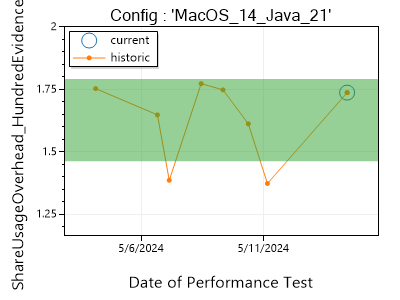 Config : 'MacOS_14_Java_21'
ShareUsageOverhead_HundredEvidence
current
historic
2
1.75
1.5
1.25
5/6/2024
5/11/2024
Date of Performance Test